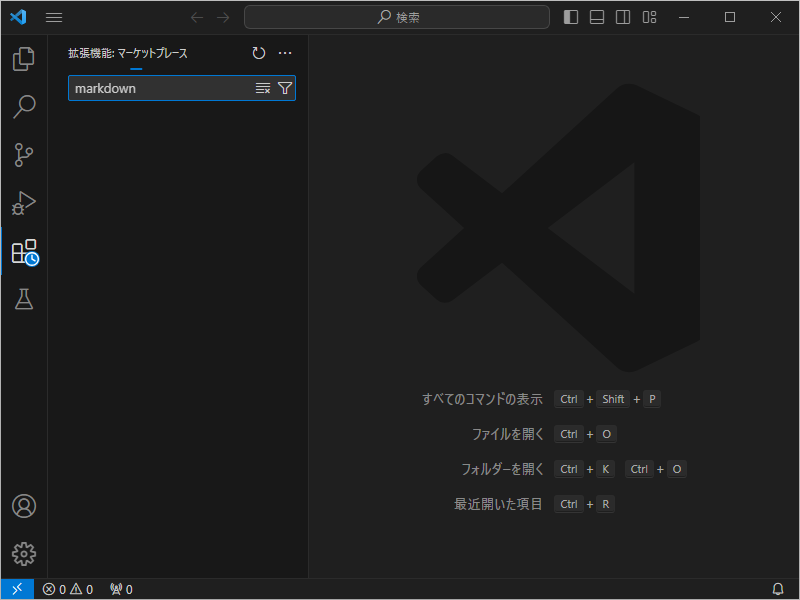 検索
拡張機能: マーケットプレース
markdown
すべてのコマンドの表示 Ctrl + Shift + P
ファイルを開く Ctrl + O
フォルダーを開く Ctrl + K Ctrl + O
最近開いた項目 Ctrl + R
0 0 0